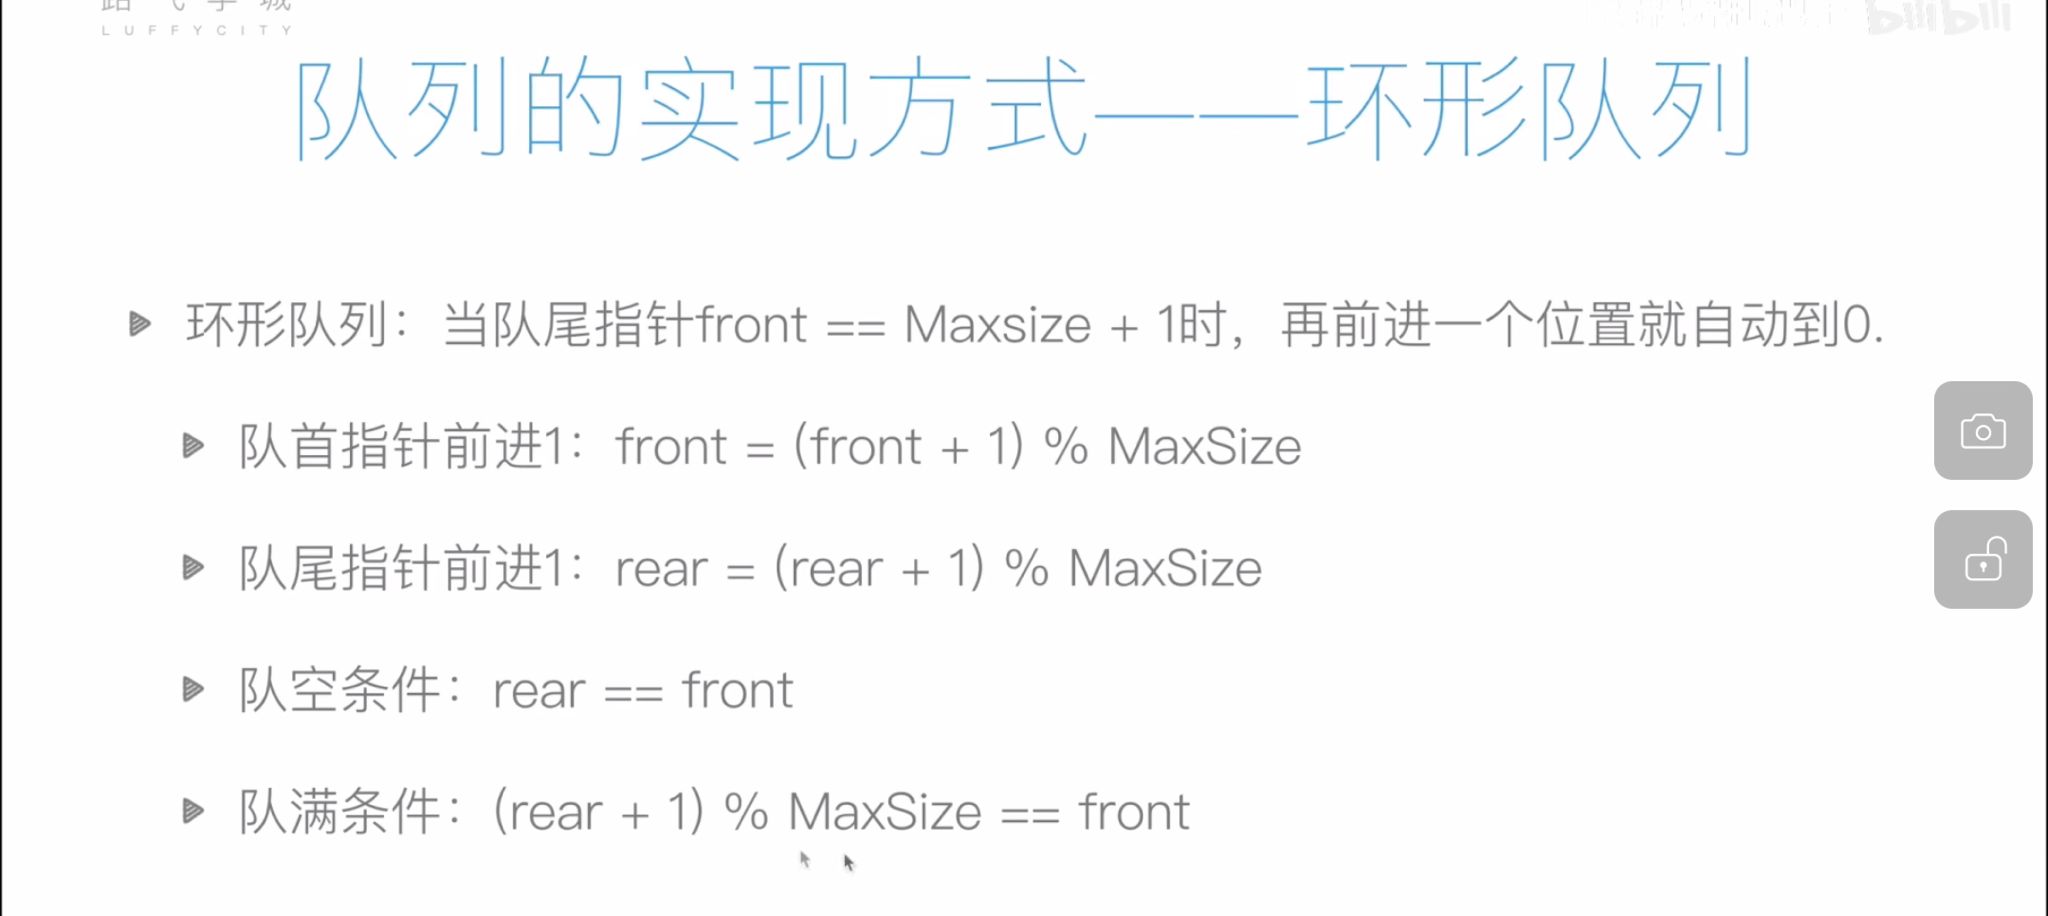 LUFFYCITY
bilibili
队列的实现方式——环形队列
环形队列：当队尾指针front == Maxsize + 1时，再前进一个位置就自动到0.
队首指针前进1：front = (front + 1) % MaxSize
队尾指针前进1：rear = (rear + 1) % MaxSize
队空条件：rear == front
队满条件：(rear + 1) % MaxSize == front